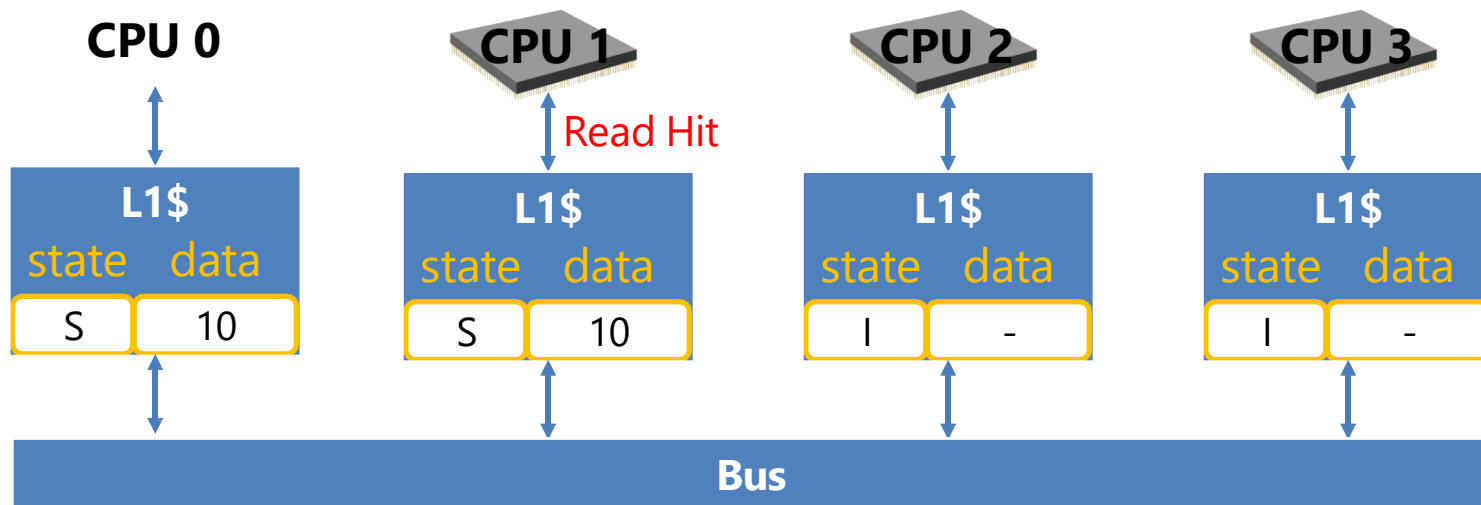 CPU 0
CPU 1
CPU 2
CPU 3
Read Hit
L1$
state data
S 10
L1$
state data
S 10
L1$
state data
I -
L1$
state data
I -
Bus